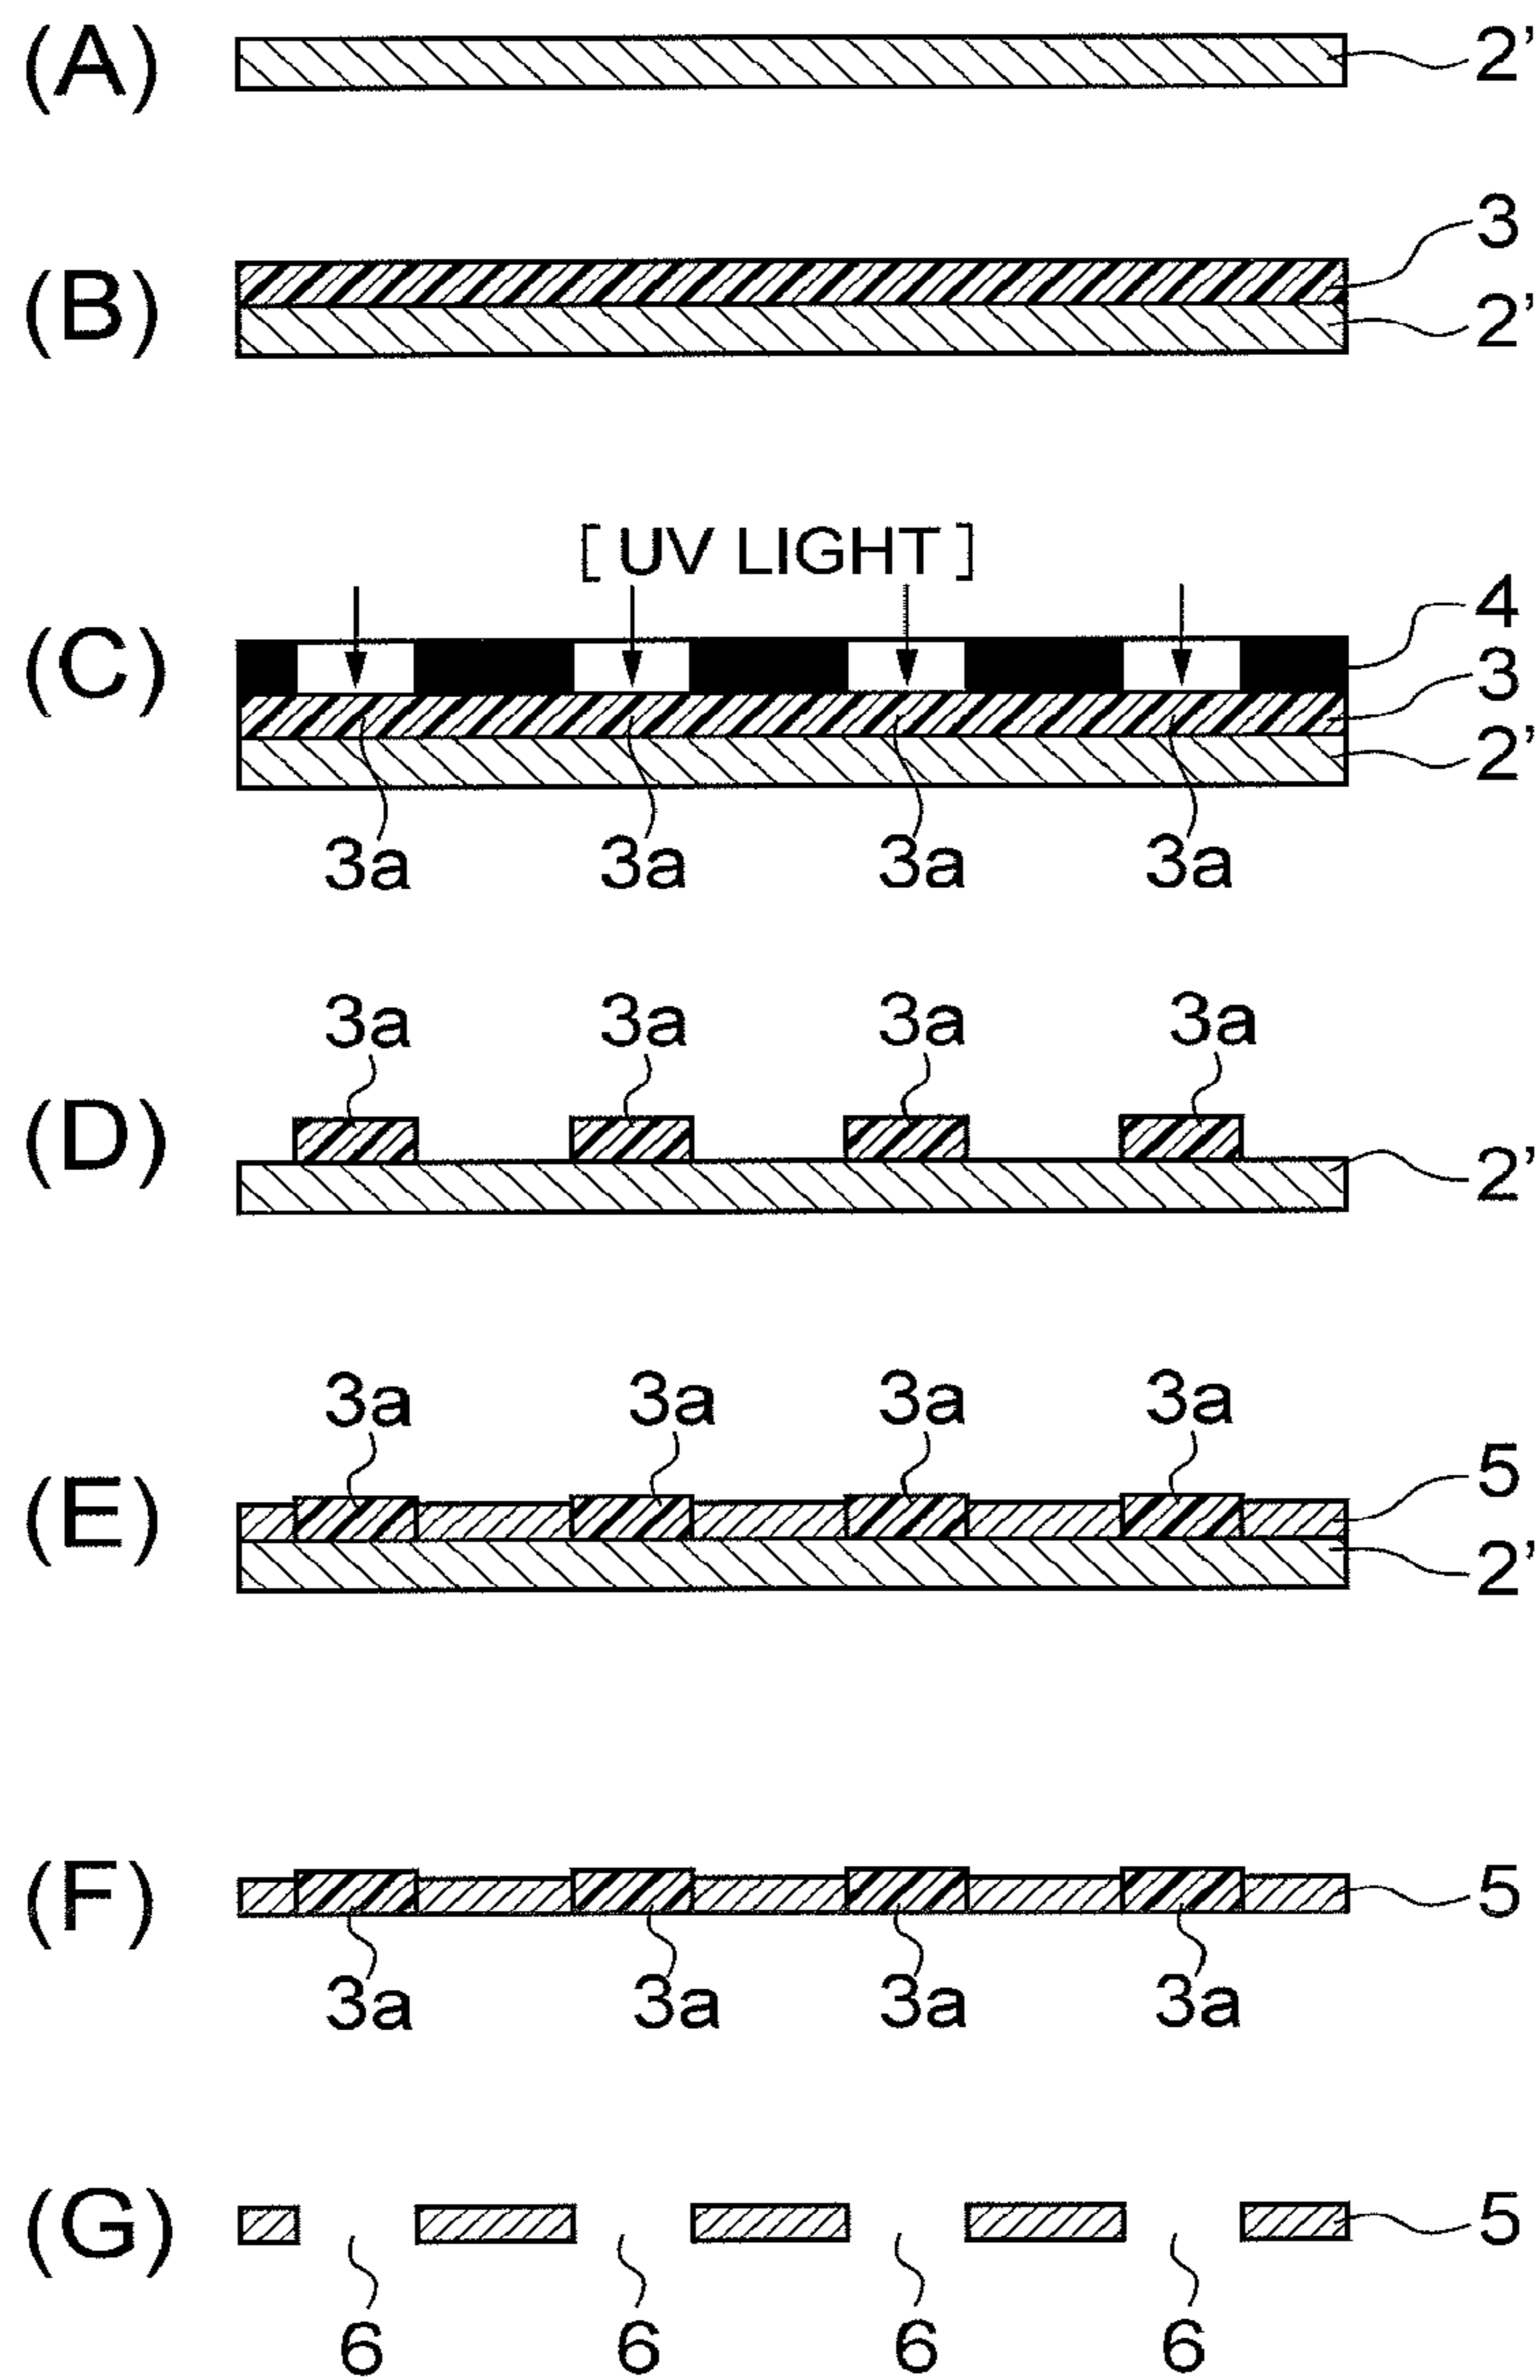 (A) 2’
3
(B) 2’
[ UV LIGHT ]
4
(C) 3
2’
3a 3a 3a 3a
3a 3a 3a 3a
(D) 2’
3a 3a 3a 3a
5
(E) 2’
(F) 5
3a 3a 3a 3a
(G) 5
6 6 6 6